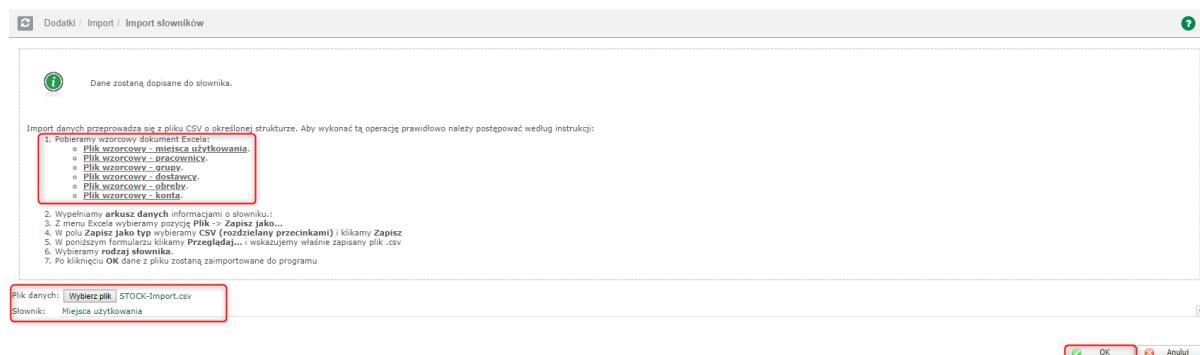 Dodatki / Import / Import słowników
?
i
Dane zostaną dopisane do słownika.
Import danych przeprowadza się z pliku CSV o określonej strukturze. Aby wykonać tą operację prawidłowo należy postępować według instrukcji:
1. Pobieramy wzorcowy dokument Excela:
Plik wzorcowy - miejsca użytkowania.
Plik wzorcowy - pracownicy.
Plik wzorcowy - grupy.
Plik wzorcowy - dostawcy.
Plik wzorcowy - obręby.
Plik wzorcowy - konta.
2. Wypełniamy arkusz danych informacjami o słowniku.:
3. Z menu Excela wybieramy pozycję Plik -> Zapisz jako...
4. W polu Zapisz jako typ wybieramy CSV (rozdzielany przecinkami) i klikamy Zapisz
5. W poniższym formularzu klikamy Przeglądaj... i wskazujemy właśnie zapisany plik .csv
6. Wybieramy rodzaj słownika.
7. Po kliknięciu OK dane z pliku zostaną zaimportowane do programu
Plik danych: Wybierz plik STOCK-Import.csv
Słownik: Miejsca użytkowania
OK Anuluj